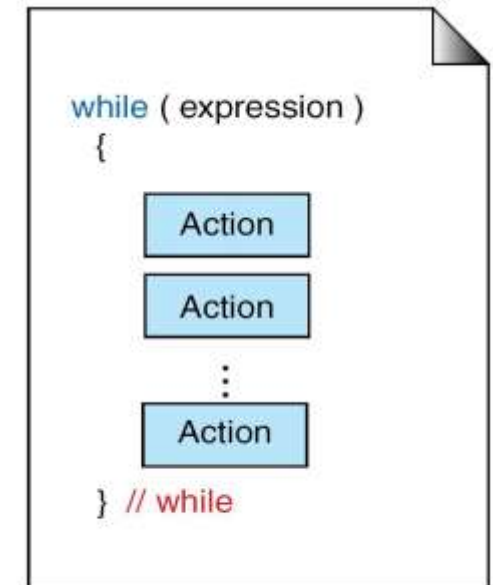 while ( expression )
{
Action
Action
⋮
Action
} // while